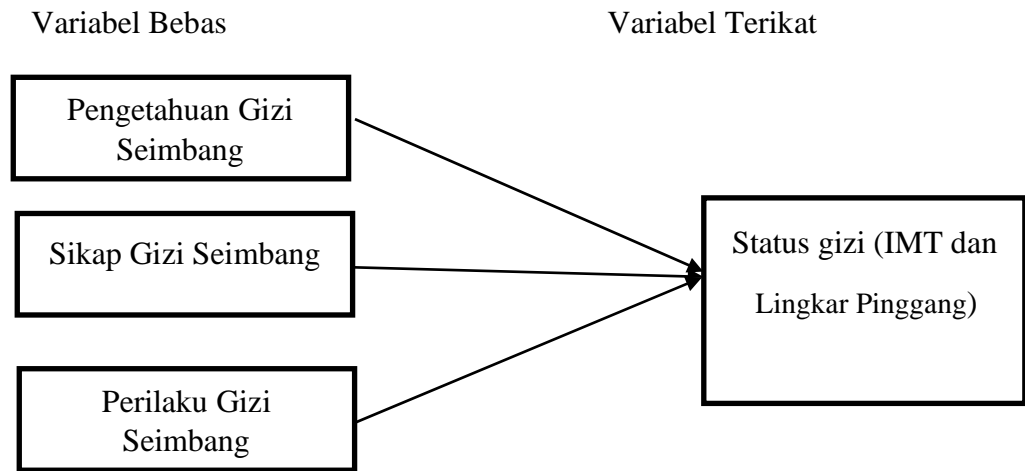 Variabel Bebas
Variabel Terikat
Pengetahuan Gizi
Seimbang
Sikap Gizi Seimbang
Perilaku Gizi
Seimbang
Status gizi (IMT dan
Lingkar Pinggang)